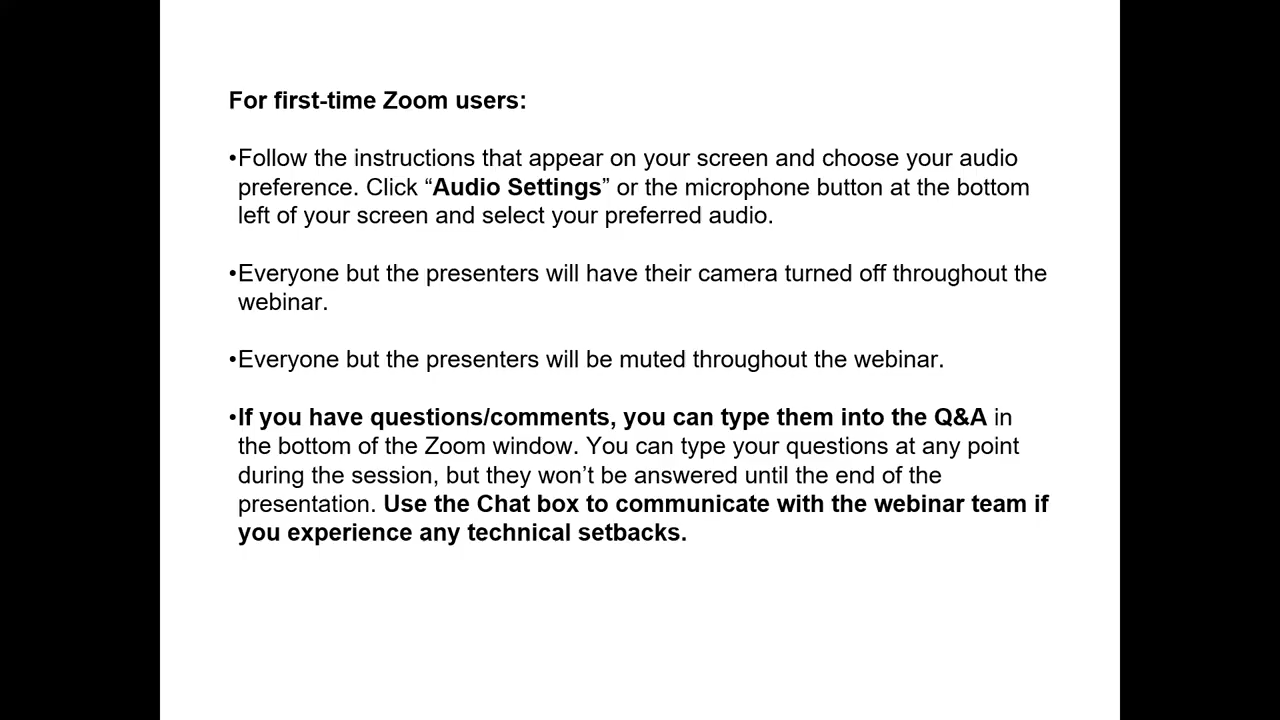 For first-time Zoom users:
•Follow the instructions that appear on your screen and choose your audio
preference. Click “Audio Settings” or the microphone button at the bottom
left of your screen and select your preferred audio.
•Everyone but the presenters will have their camera turned off throughout the
webinar.
•Everyone but the presenters will be muted throughout the webinar.
•If you have questions/comments, you can type them into the Q&A in
the bottom of the Zoom window. You can type your questions at any point
during the session, but they won’t be answered until the end of the
presentation. Use the Chat box to communicate with the webinar team if
you experience any technical setbacks.